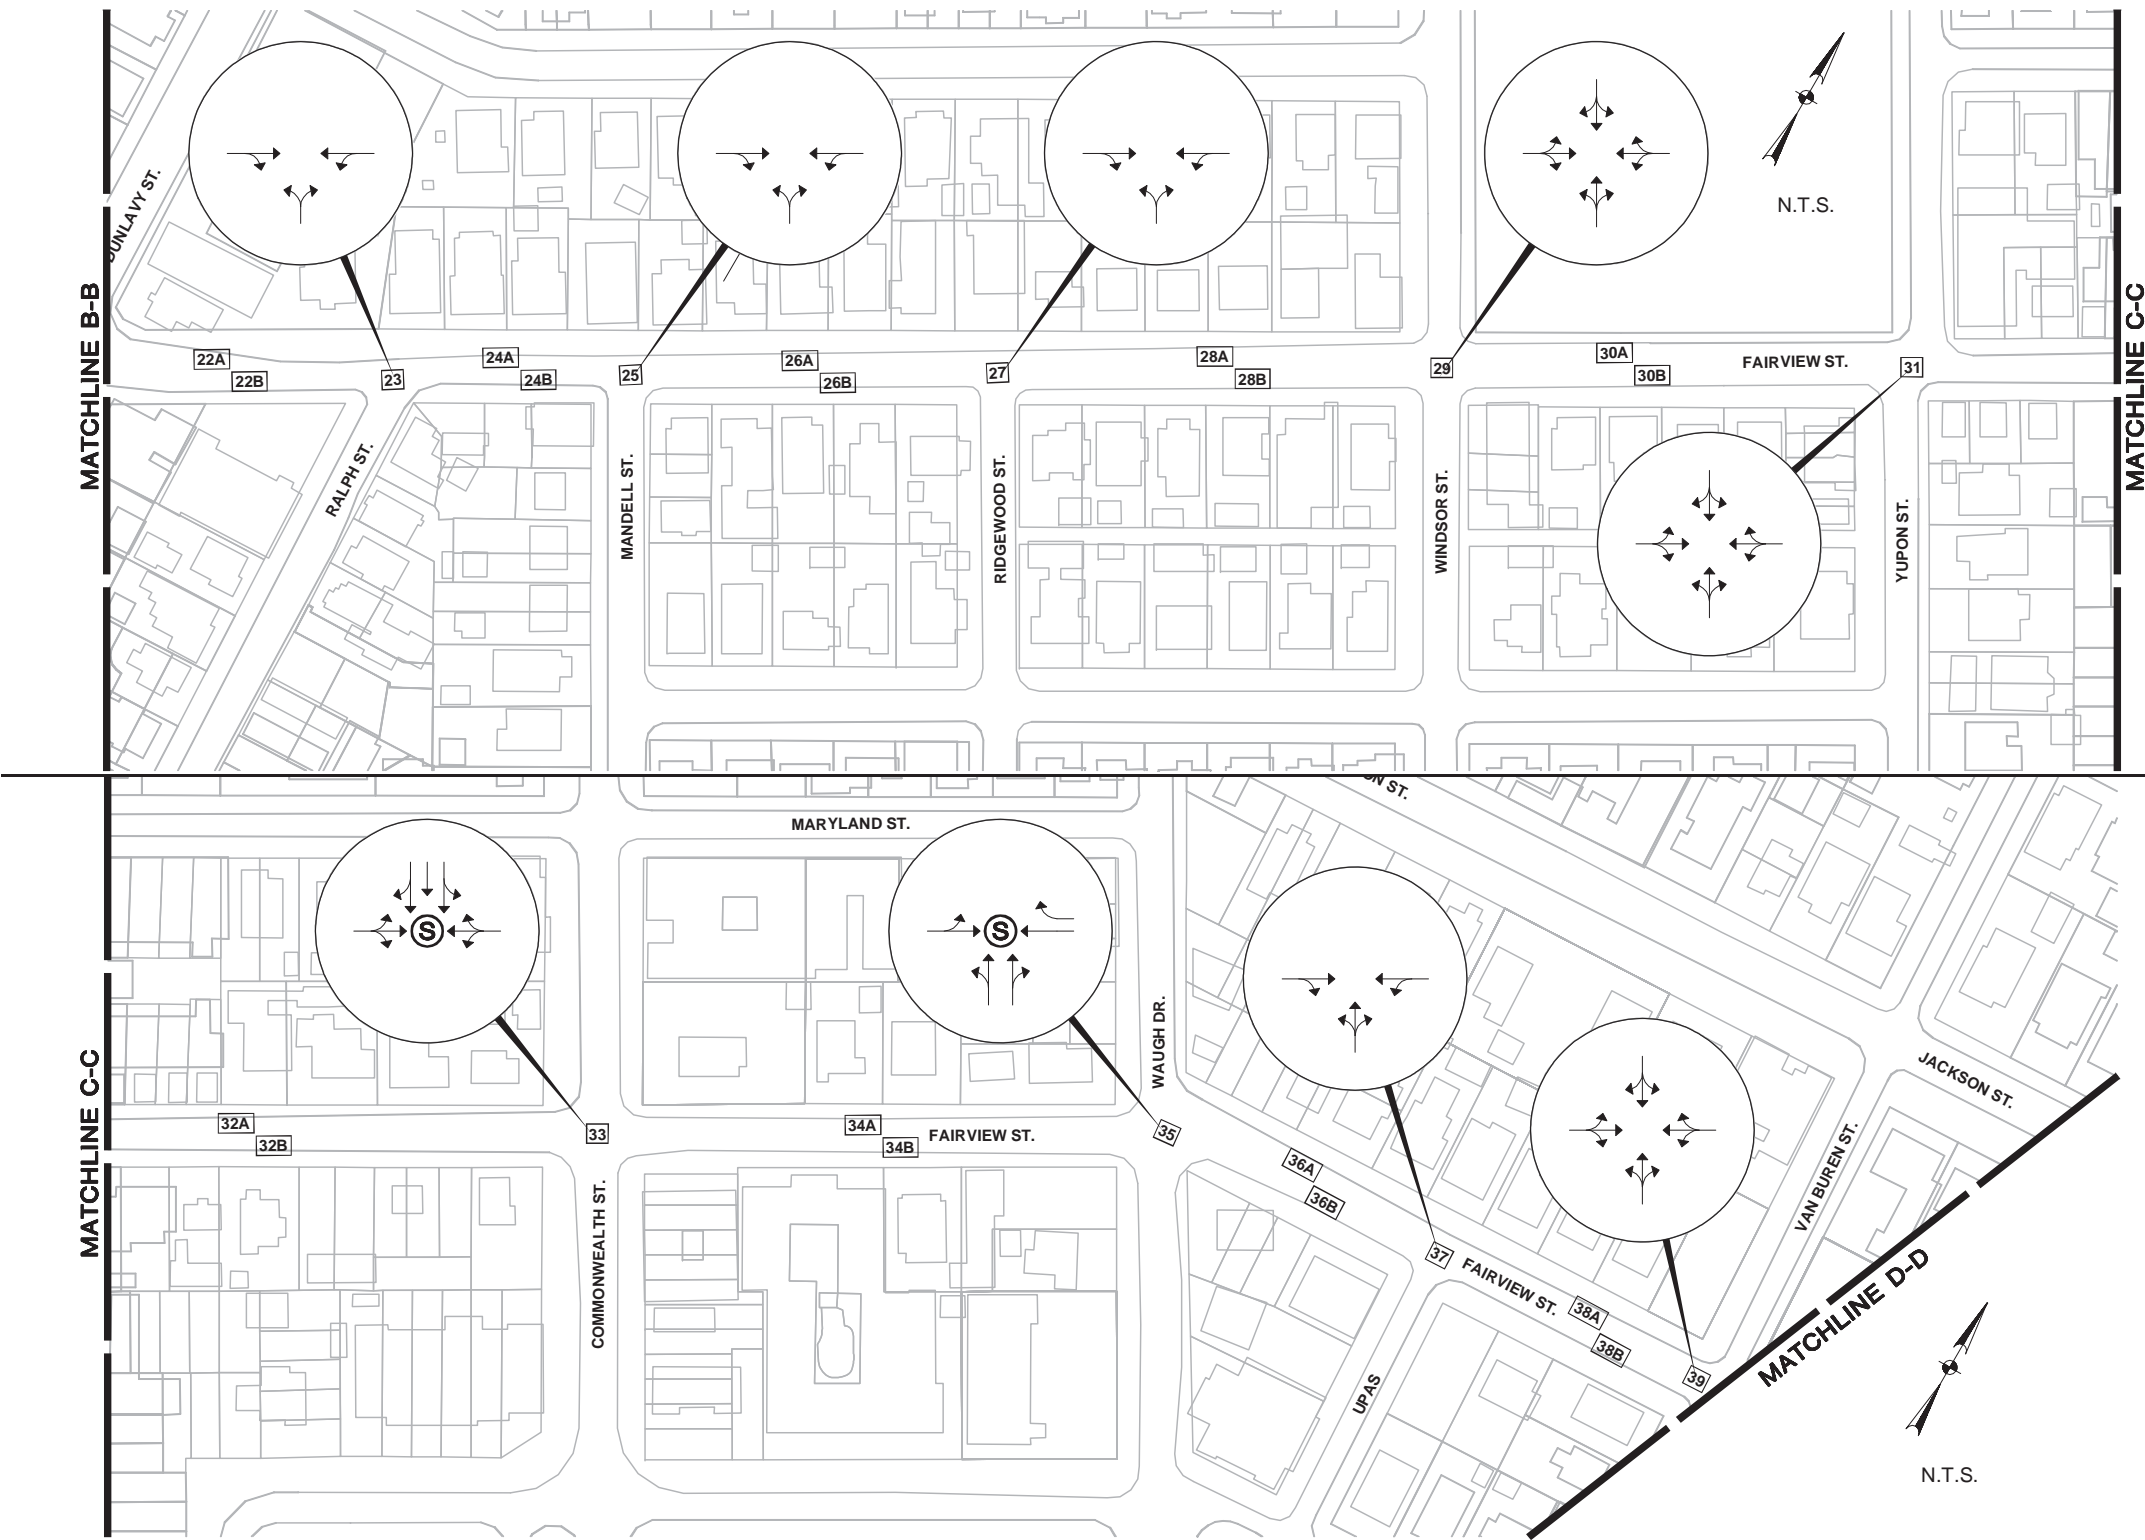 DUNLAVY ST.
N.T.S.
MATCHLINE B-B
MATCHLINE C-C
22A
22B
23
24A
24B
25
26A
26B
27
28A
28B
29
30A
30B
FAIRVIEW ST.
31
RALPH ST.
MANDELL ST.
RIDGEWOOD ST.
WINDSOR ST.
YUPON ST.
ON ST.
MARYLAND ST.
S
S
WAUGH DR.
MATCHLINE C-C
JACKSON ST.
32A
32B
33
34A
34B
FAIRVIEW ST.
35
36A
36B
37
FAIRVIEW ST.
38A
38B
39
VAN BUREN ST.
COMMONWEALTH ST.
UPAS
MATCHLINE D-D
N.T.S.